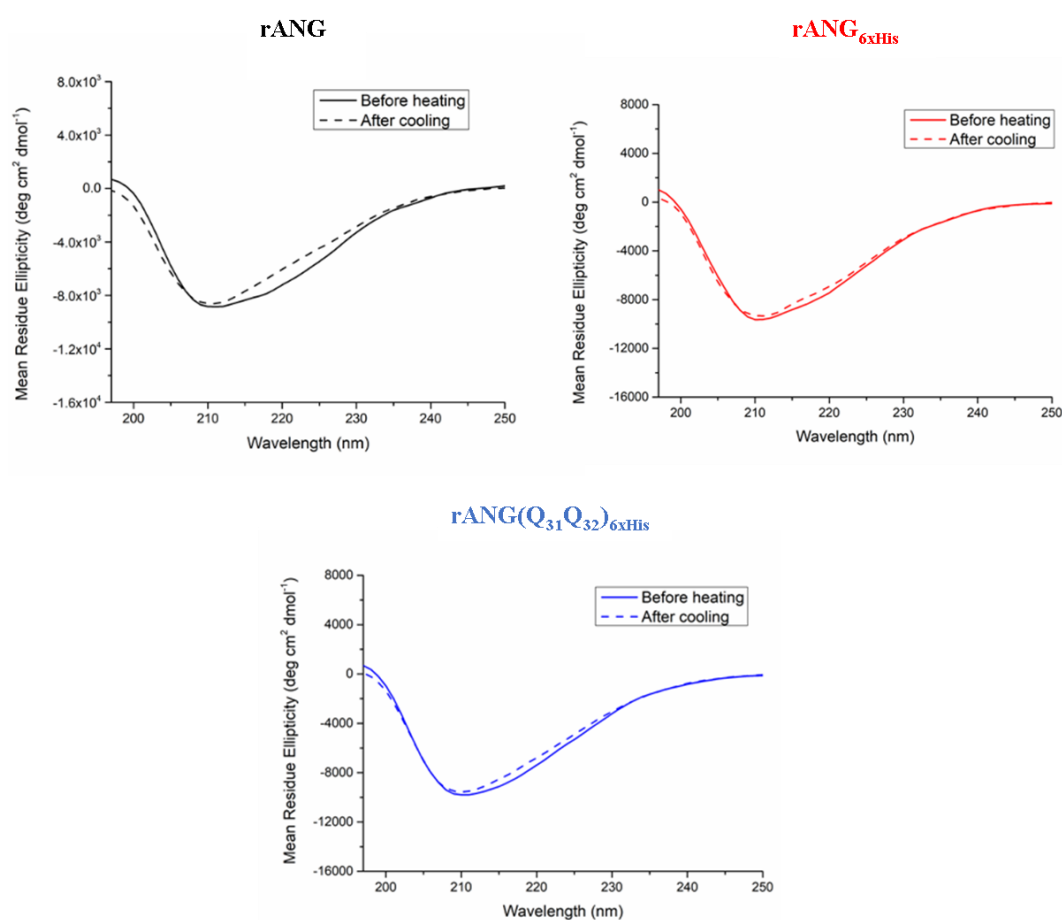 rANG
rANG6xHis
8.0x10³
4.0x10³
0.0
-4.0x10³
-8.0x10³
-1.2x10⁴
-1.6x10⁴
Mean Residue Ellipticity (deg cm² dmol⁻¹)
Before heating
After cooling
200 210 220 230 240 250
Wavelength (nm)
8000
4000
0
-4000
-8000
-12000
-16000
Mean Residue Ellipticity (deg cm² dmol⁻¹)
Before heating
After cooling
200 210 220 230 240 250
Wavelength (nm)
rANG(Q31Q32)6xHis
8000
4000
0
-4000
-8000
-12000
-16000
Mean Residue Ellipticity (deg cm² dmol⁻¹)
Before heating
After cooling
200 210 220 230 240 250
Wavelength (nm)